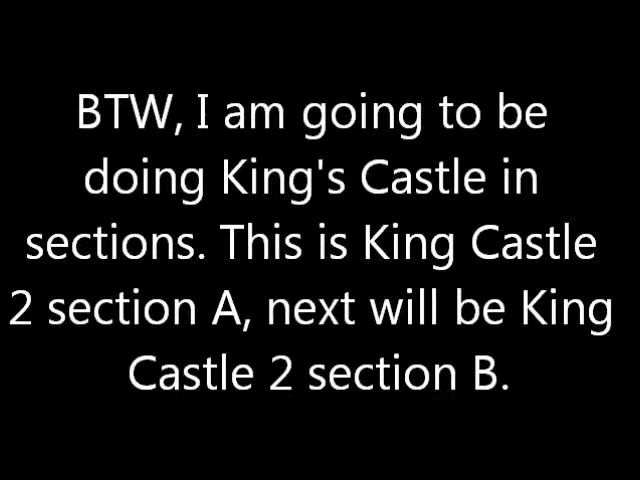 BTW, I am going to be
doing King's Castle in
sections. This is King Castle
2 section A, next will be King
Castle 2 section B.